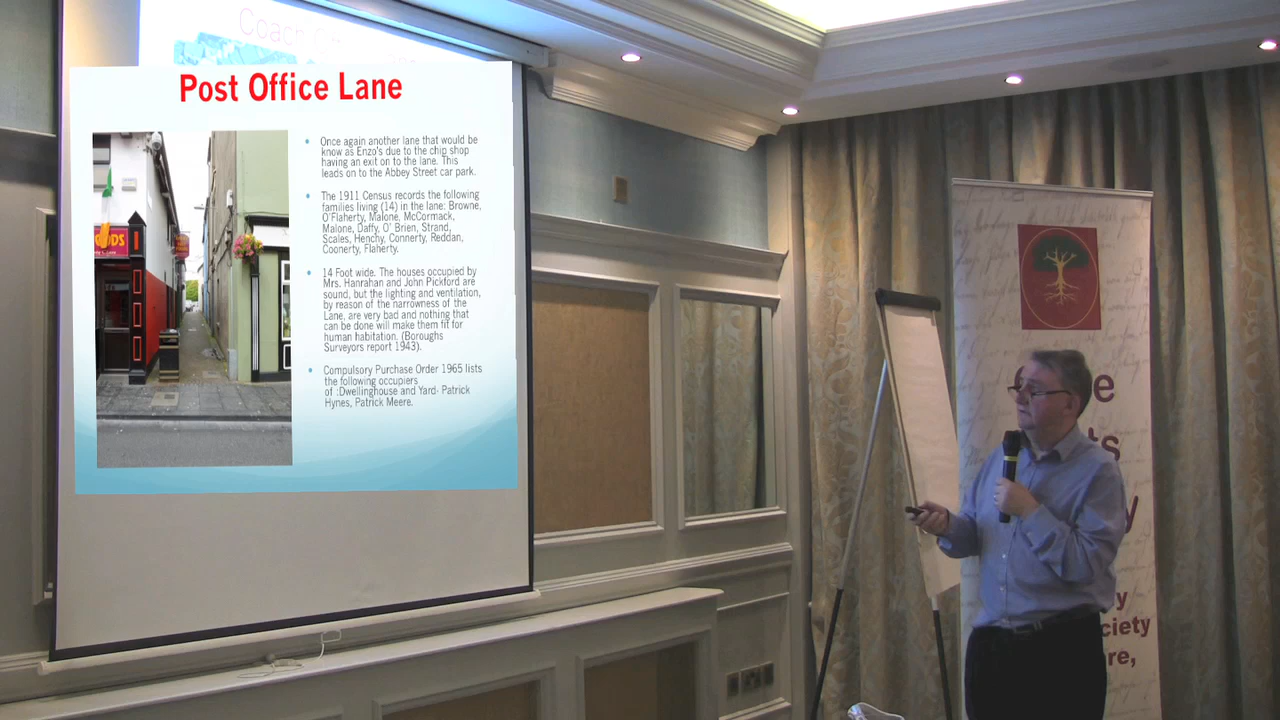 Coach
Post Office Lane
• Once again another lane that would be
know as Enzo's due to the chip shop
having an exit on to the lane. This
leads on to the Abbey Street car park.
• The 1911 Census records the following
families living (14) in the lane: Browne,
O'Flaherty, Malone, McCormack,
Malone, Daffy, O' Brien, Strand,
Scales, Henchy, Connerty, Reddan,
Coonerty, Flaherty.
• 14 Foot wide. The houses occupied by
Mrs. Hanrahan and John Pickford are
sound, but the lighting and ventilation,
by reason of the narrowness of the
Lane, are very bad and nothing that
can be done will make them fit for
human habitation. (Boroughs
Surveyors report 1943).
• Compulsory Purchase Order 1965 lists
the following occupiers
of :Dwellinghouse and Yard- Patrick
Hynes, Patrick Meere.